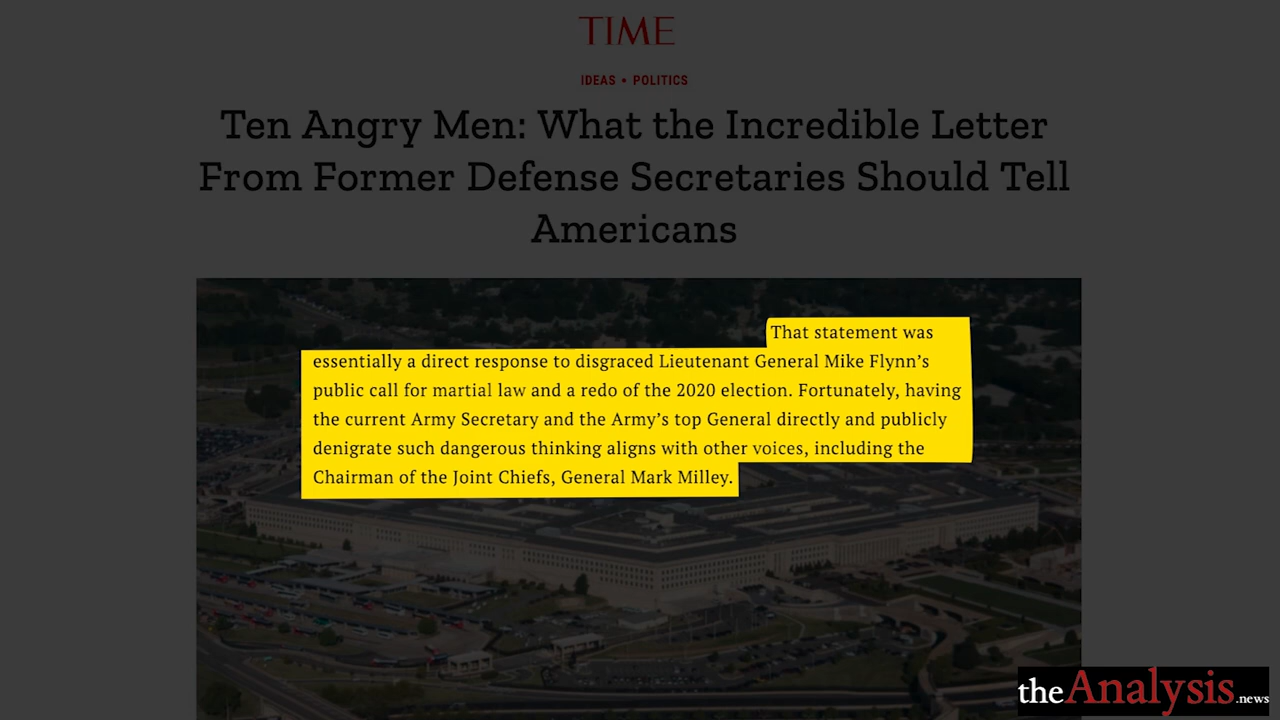 TIME
IDEAS • POLITICS
Ten Angry Men: What the Incredible Letter
From Former Defense Secretaries Should Tell
Americans
That statement was
essentially a direct response to disgraced Lieutenant General Mike Flynn’s
public call for martial law and a redo of the 2020 election. Fortunately, having
the current Army Secretary and the Army’s top General directly and publicly
denigrate such dangerous thinking aligns with other voices, including the
Chairman of the Joint Chiefs, General Mark Milley.
theAnalysis.news